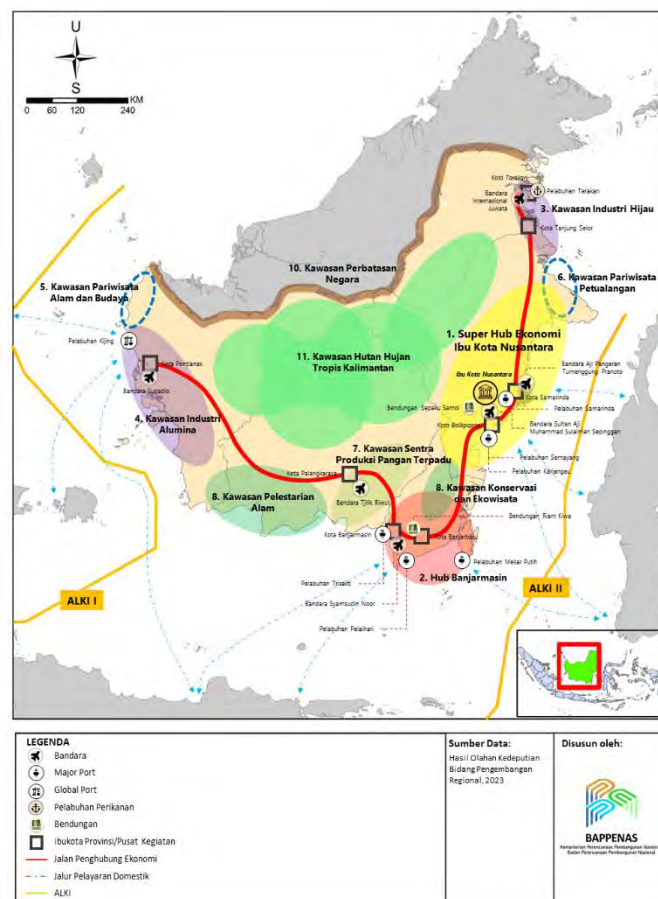 U
S
KM
0 60 120 240
Kota Tarakan
Pelabuhan Tarakan
Bandara
Internasional
Juwata
3. Kawasan Industri Hijau
Kota Tanjung Selor
10. Kawasan Perbatasan
Negara
5. Kawasan Pariwisata
Alam dan Budaya
6. Kawasan Pariwisata
Petualangan
1. Super Hub Ekonomi
Ibu Kota Nusantara
Pelabuhan Kijing
11. Kawasan Hutan Hujan
Tropis Kalimantan
Ibu Kota Nusantara
Bandara Aji Pangeran
Tumenggung Pranoto
Kota Pontianak
Bandara Supadio
Kota Samarinda
Bendungan Sepaku Semoi
Pelabuhan Samarinda
4. Kawasan Industri
Alumina
Kota Balikpapan
Bandara Sultan Aji
Muhammad Sulaiman Sepinggan
7. Kawasan Sentra
Produksi Pangan Terpadu
Pelabuhan Semayang
Pelabuhan Kariangau
Kota Palangkaraya
8. Kawasan Pelestarian
Alam
Bandara Tjilik Riwut
8. Kawasan Konservasi
dan Ekowisata
Bendungan Riam Kiwa
Kota Banjarmasin
Kota Banjarbaru
Pelabuhan Mekar Putih
2. Hub Banjarmasin
Pelabuhan Trisakti
ALKI I
ALKI II
Bandara Syamsudin Noor
Pelabuhan Pelaihari
LEGENDA
Bandara
Major Port
Global Port
Pelabuhan Perikanan
Bendungan
Ibukota Provinsi/Pusat Kegiatan
Jalan Penghubung Ekonomi
Jalur Pelayaran Domestik
ALKI
Sumber Data:
Hasil Olahan Kedeputian
Bidang Pengembangan
Regional, 2023
Disusun oleh:
BAPPENAS
Kementerian Perencanaan Pembangunan Nasional/
Badan Perencanaan Pembangunan Nasional